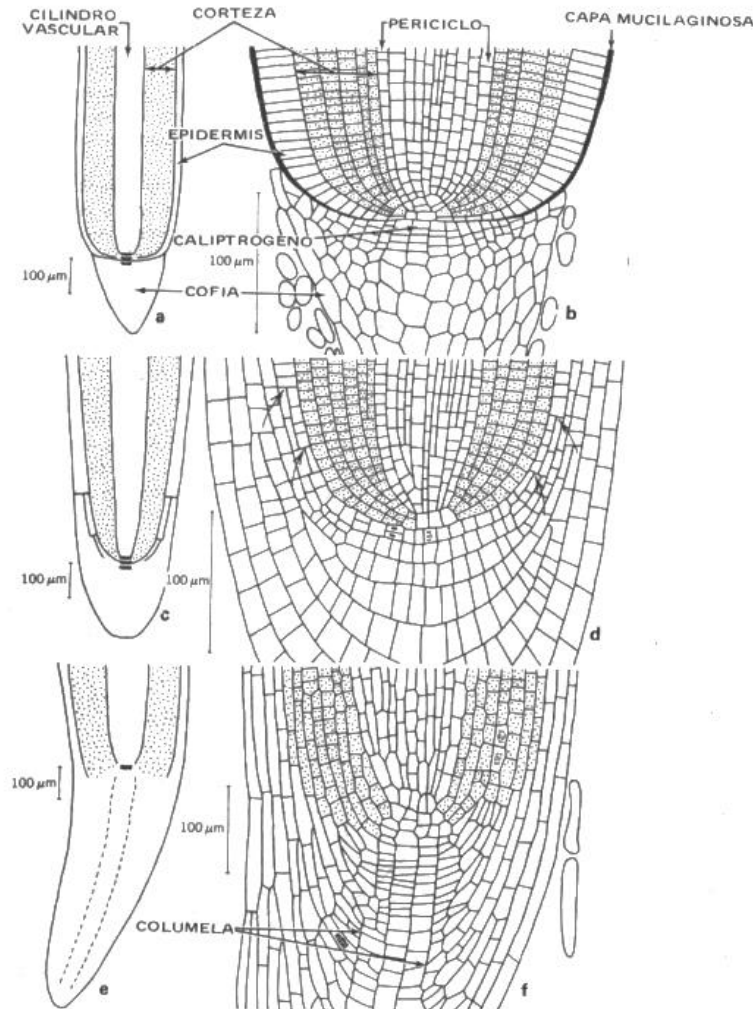 CILINDRO
VASCULAR
CORTEZA
PERICICLO
CAPA MUCILAGINOSA
EPIDERMIS
CALIPTROGENO
100 µm
100 µm
COFIA
a
b
100 µm
100 µm
c
d
100 µm
100 µm
COLUMELA
e
f